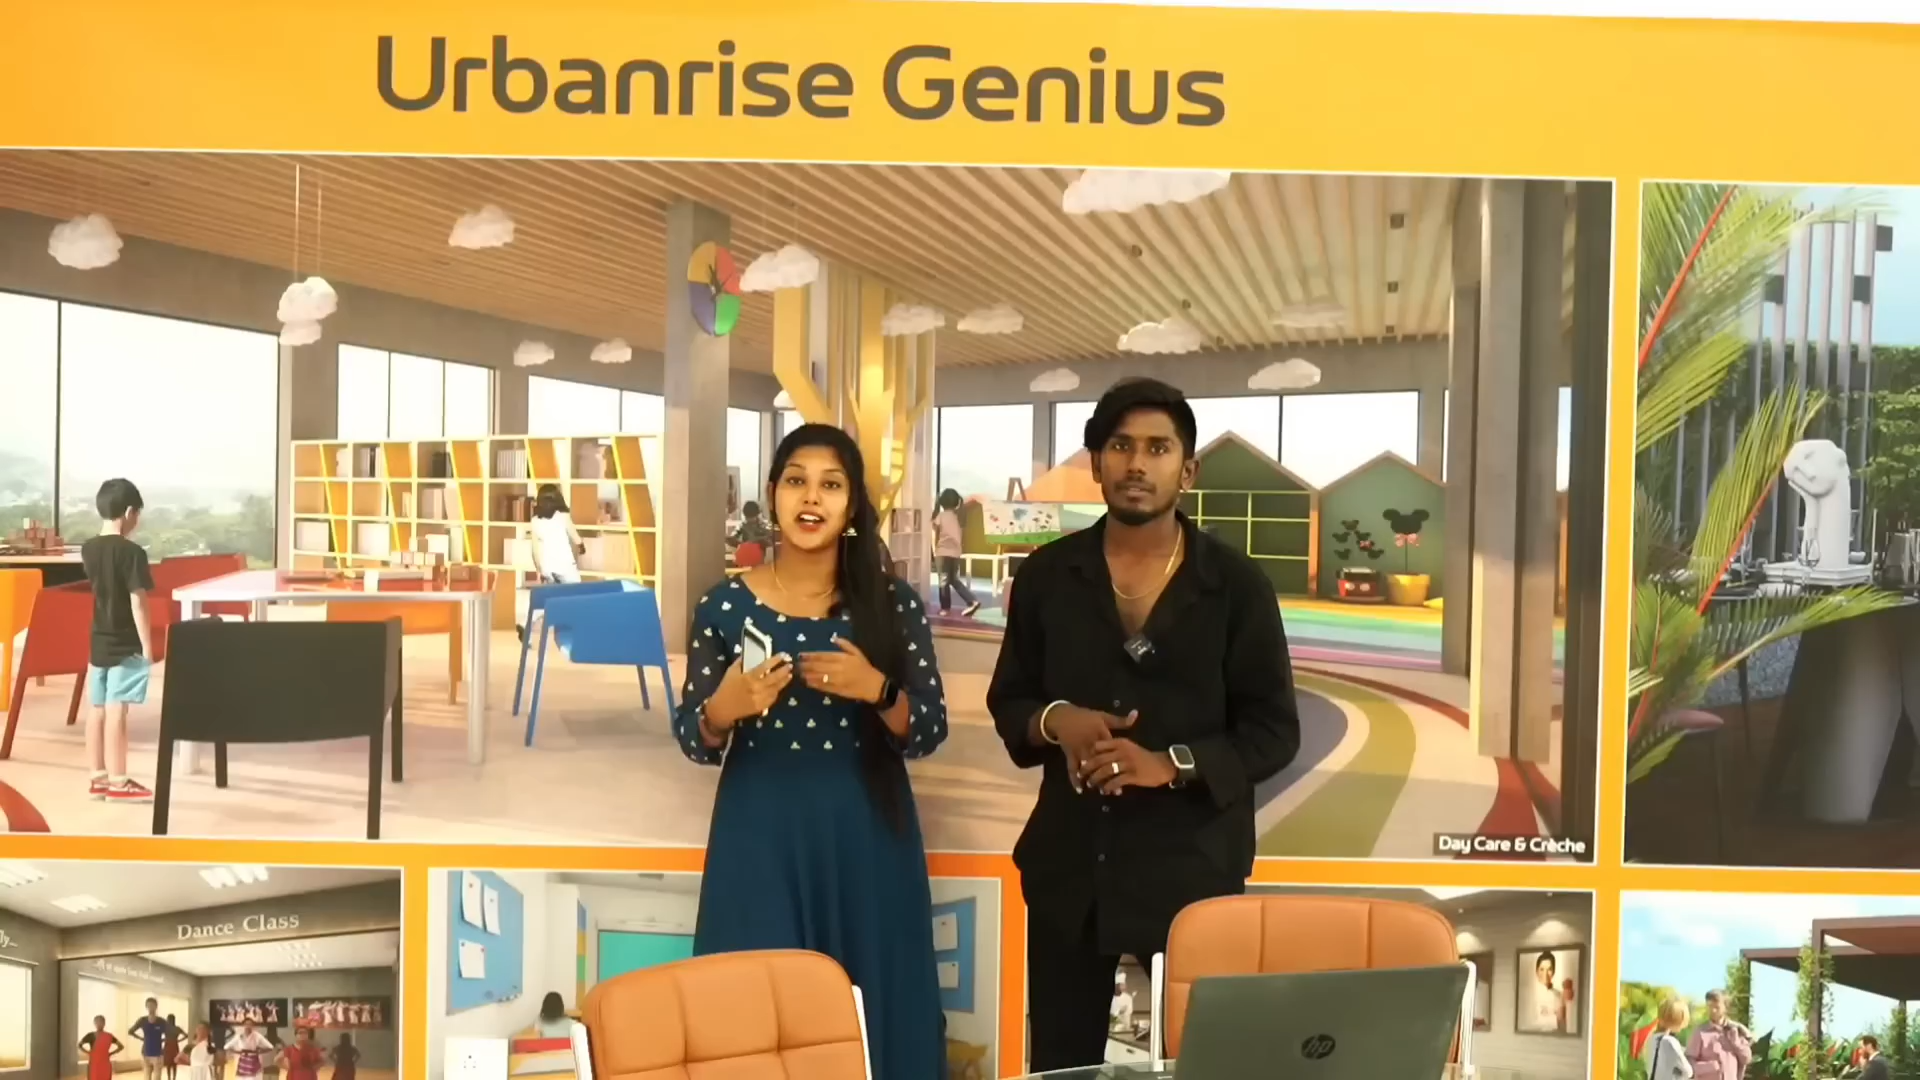 Urbanrise Genius
Day Care & Crèche
Dance Class
hp